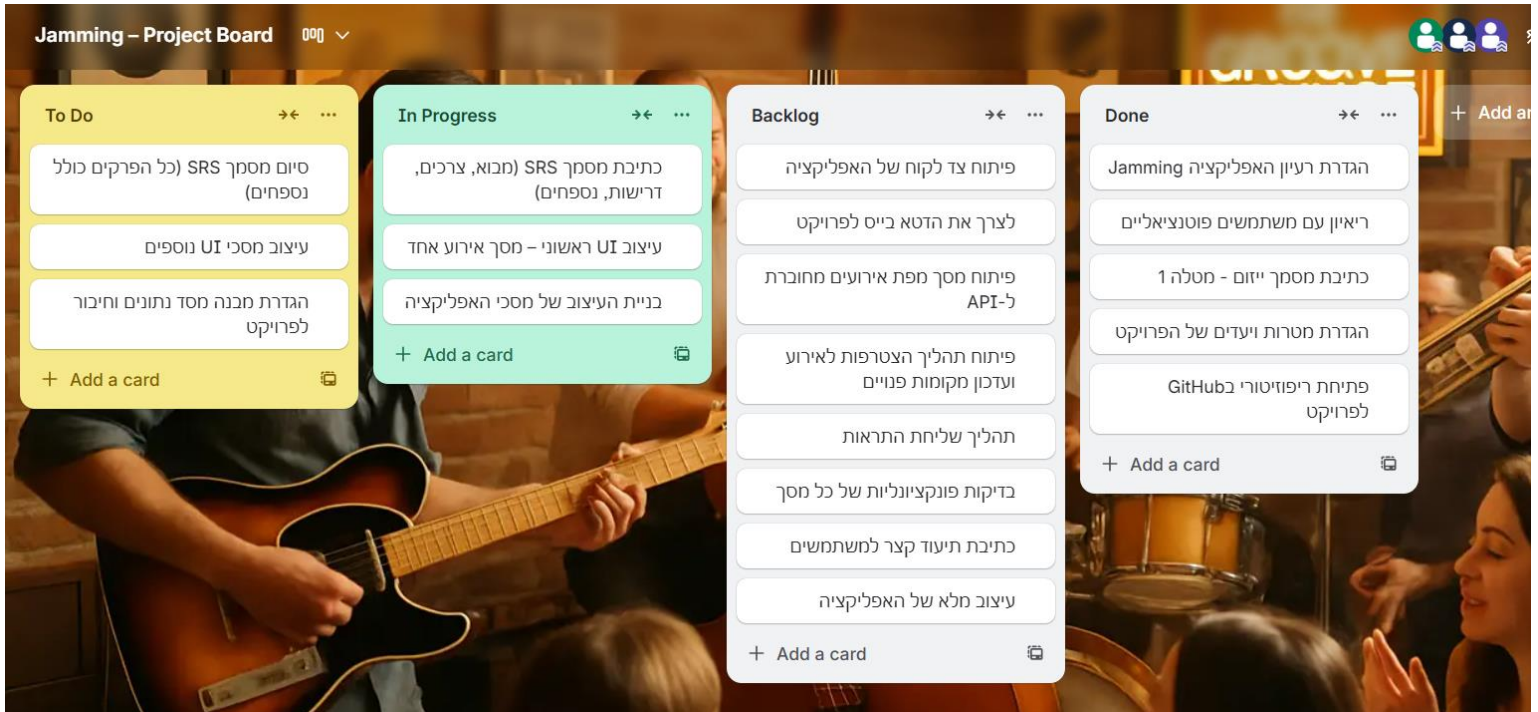 Jamming – Project Board
GROOVE
To Do
סיום מסמך SRS (כל הפרקים כולל
נספחים)
עיצוב מסכי UI נוספים
הגדרת מבנה מסד נתונים וחיבור
לפרויקט
+ Add a card
In Progress
כתיבת מסמך SRS (מבוא, צרכים,
דרישות, נספחים)
עיצוב UI ראשוני – מסך אירוע אחד
בניית העיצוב של מסכי האפליקציה
+ Add a card
Backlog
פיתוח צד לקוח של האפליקציה
לצרך את הדטא בייס לפרויקט
פיתוח מסך מפת אירועים מחוברת
ל-API
פיתוח תהליך הצטרפות לאירוע
ועדכון מקומות פנויים
תהליך שליחת התראות
בדיקות פונקציונליות של כל מסך
כתיבת תיעוד קצר למשתמשים
עיצוב מלא של האפליקציה
+ Add a card
Done
הגדרת רעיון האפליקציה Jamming
ריאיון עם משתמשים פוטנציאליים
כתיבת מסמך ייזום - מטלה 1
הגדרת מטרות ויעדים של הפרויקט
פתיחת ריפוזיטורי בGitHub
לפרויקט
+ Add a card
+ Add